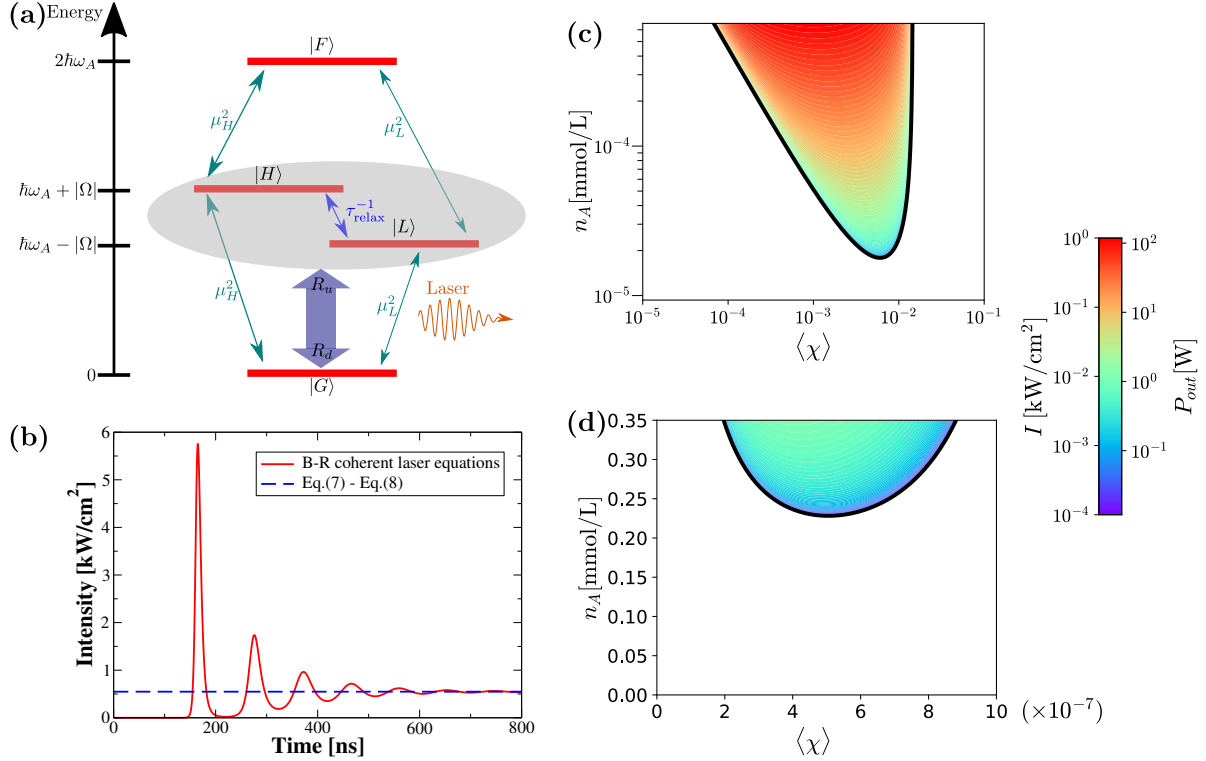 (a)
Energy
2ħω_A
ħω_A + |Ω|
ħω_A − |Ω|
0
|F⟩
μ_H^2
μ_L^2
|H⟩
τ_relax^{-1}
|L⟩
μ_H^2
μ_L^2
R_u
R_d
Laser
|G⟩
(b)
Intensity [kW/cm^2]
6
5
4
3
2
1
0
B-R coherent laser equations
Eq.(7) - Eq.(8)
0 200 400 600 800
Time [ns]
(c)
n_A[mmol/L]
10^{-4}
10^{-5}
10^{-5} 10^{-4} 10^{-3} 10^{-2} 10^{-1}
⟨χ⟩
(d)
n_A[mmol/L]
0.35
0.30
0.25
0.20
0.15
0.10
0.05
0.00
0 2 4 6 8 10 (×10^{-7})
⟨χ⟩
I [kW/cm^2]
10^0
10^{-1}
10^{-2}
10^{-3}
10^{-4}
P_{out}[W]
10^2
10^1
10^0
10^{-1}